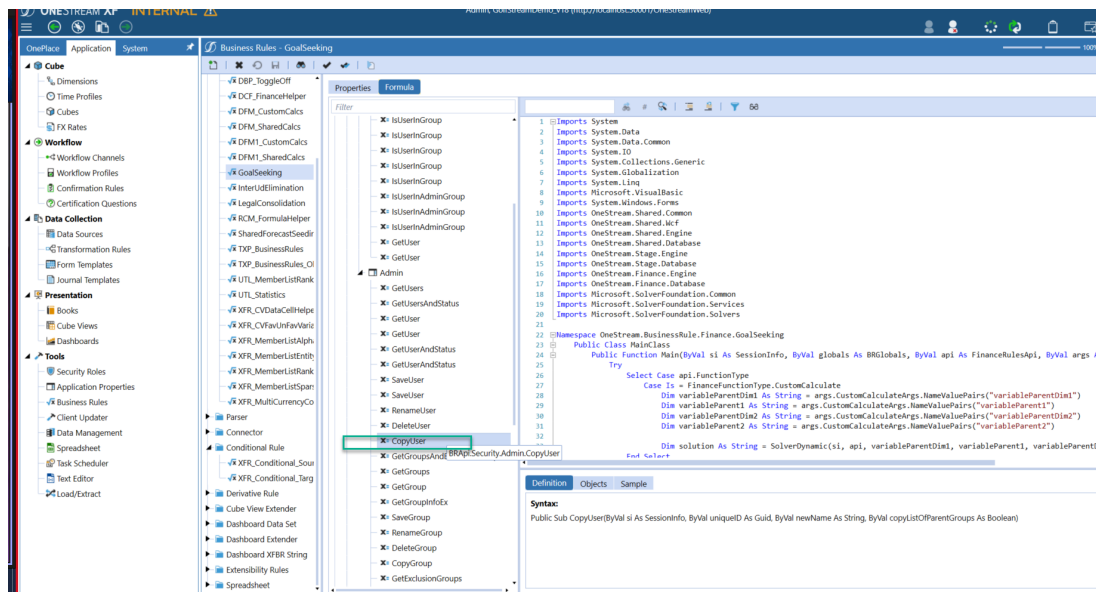 ONESTREAM XF INTERNAL
Admin, GolfStreamDemo_v18 (http://localhost:50001/OneStreamWeb)
OnePlace Application System
Business Rules - GoalSeeking
100%
Cube
Dimensions
Time Profiles
Cubes
FX Rates
Workflow
Workflow Channels
Workflow Profiles
Confirmation Rules
Certification Questions
Data Collection
Data Sources
Transformation Rules
Form Templates
Journal Templates
Presentation
Books
Cube Views
Dashboards
Tools
Security Roles
Application Properties
Business Rules
Client Updater
Data Management
Spreadsheet
Task Scheduler
Text Editor
Load/Extract
DBP_ToggleOff
DCF_FinanceHelper
DFM_CustomCalcs
DFM_SharedCalcs
DFM1_CustomCalcs
DFM1_SharedCalcs
GoalSeeking
InterUdElimination
LegalConsolidation
RCM_FormulaHelper
SharedForecastSeedir
TXP_BusinessRules
TXP_BusinessRules_Ol
UTL_MemberListRank
UTL_Statistics
XFR_CVDataCellHelpe
XFR_CVFavUnFavVaria
XFR_MemberListAlpha
XFR_MemberListEntity
XFR_MemberListRank
XFR_MemberListSpars
XFR_MultiCurrencyCo
Parser
Connector
Conditional Rule
XFR_Conditional_Sour
XFR_Conditional_Targ
Derivative Rule
Cube View Extender
Dashboard Data Set
Dashboard Extender
Dashboard XFBR String
Extensibility Rules
Spreadsheet
Properties Formula
Filter
IsUserInGroup
IsUserInGroup
IsUserInGroup
IsUserInGroup
IsUserInGroup
IsUserInAdminGroup
IsUserInAdminGroup
IsUserInAdminGroup
GetUser
GetUser
Admin
GetUsers
GetUsersAndStatus
GetUser
GetUser
GetUserAndStatus
GetUserAndStatus
SaveUser
SaveUser
RenameUser
DeleteUser
CopyUser
GetGroupsAndE
BRApi.Security.Admin.CopyUser
GetGroups
GetGroup
GetGroupInfoEx
SaveGroup
RenameGroup
DeleteGroup
CopyGroup
GetExclusionGroups
1 Imports System
2 Imports System.Data
3 Imports System.Data.Common
4 Imports System.IO
5 Imports System.Collections.Generic
6 Imports System.Globalization
7 Imports System.Linq
8 Imports Microsoft.VisualBasic
9 Imports System.Windows.Forms
10 Imports OneStream.Shared.Common
11 Imports OneStream.Shared.Wcf
12 Imports OneStream.Shared.Engine
13 Imports OneStream.Shared.Database
14 Imports OneStream.Stage.Engine
15 Imports OneStream.Stage.Database
16 Imports OneStream.Finance.Engine
17 Imports OneStream.Finance.Database
18 Imports Microsoft.SolverFoundation.Common
19 Imports Microsoft.SolverFoundation.Services
20 Imports Microsoft.SolverFoundation.Solvers
21
22 Namespace OneStream.BusinessRule.Finance.GoalSeeking
23 Public Class MainClass
24 Public Function Main(ByVal si As SessionInfo, ByVal globals As BRGlobals, ByVal api As FinanceRulesApi, ByVal args A
25 Try
26 Select Case api.FunctionType
27 Case Is = FinanceFunctionType.CustomCalculate
28 Dim variableParentDim1 As String = args.CustomCalculateArgs.NameValuePairs("variableParentDim1")
29 Dim variableParent1 As String = args.CustomCalculateArgs.NameValuePairs("variableParent1")
30 Dim variableParentDim2 As String = args.CustomCalculateArgs.NameValuePairs("variableParentDim2")
31 Dim variableParent2 As String = args.CustomCalculateArgs.NameValuePairs("variableParent2")
32
Dim solution As String = SolverDynamic(si, api, variableParentDim1, variableParent1, variableParentD
End Select
Definition Objects Sample
Syntax:
Public Sub CopyUser(ByVal si As SessionInfo, ByVal uniqueID As Guid, ByVal newName As String, ByVal copyListOfParentGroups As Boolean)